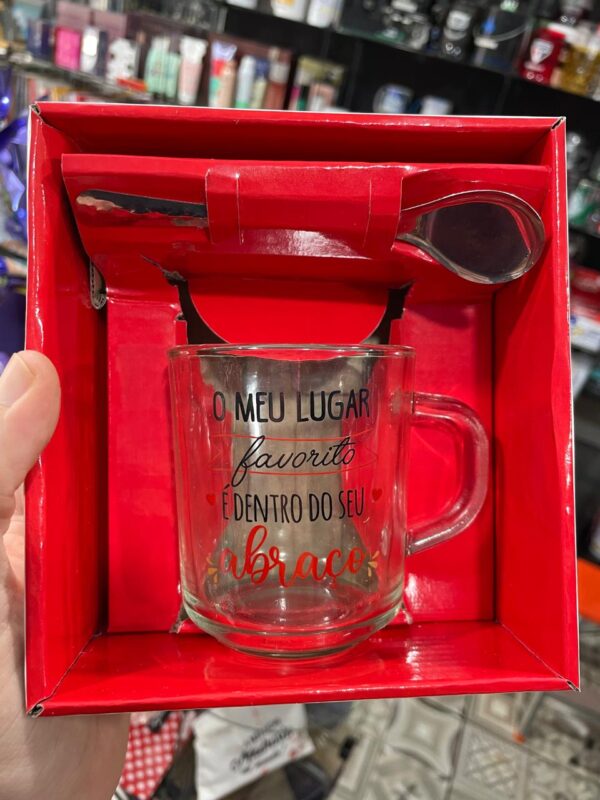 O MEU LUGAR
favorito
É DENTRO DO SEU
abraço